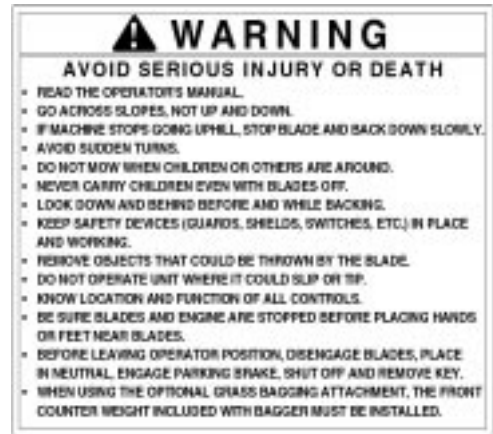 WARNING
AVOID SERIOUS INJURY OR DEATH
• READ THE OPERATOR'S MANUAL.
• GO ACROSS SLOPES, NOT UP AND DOWN.
• IF MACHINE STOPS GOING UPHILL, STOP BLADE AND BACK DOWN SLOWLY.
• AVOID SUDDEN TURNS.
• DO NOT MOW WHEN CHILDREN OR OTHERS ARE AROUND.
• NEVER CARRY CHILDREN EVEN WITH BLADES OFF.
• LOOK DOWN AND BEHIND BEFORE AND WHILE BACKING.
• KEEP SAFETY DEVICES (GUARDS, SHIELDS, SWITCHES, ETC.) IN PLACE
AND WORKING.
• REMOVE OBJECTS THAT COULD BE THROWN BY THE BLADE.
• DO NOT OPERATE UNIT WHERE IT COULD SLIP OR TIP.
• KNOW LOCATION AND FUNCTION OF ALL CONTROLS.
• BE SURE BLADES AND ENGINE ARE STOPPED BEFORE PLACING HANDS
OR FEET NEAR BLADES.
• BEFORE LEAVING OPERATOR POSITION, DISENGAGE BLADES, PLACE
IN NEUTRAL, ENGAGE PARKING BRAKE, SHUT OFF AND REMOVE KEY.
• WHEN USING THE OPTIONAL GRASS BAGGING ATTACHMENT, THE FRONT
COUNTER WEIGHT INCLUDED WITH BAGGER MUST BE INSTALLED.